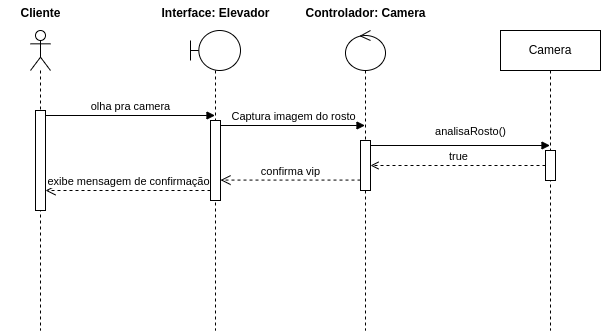 Cliente
Interface: Elevador
Controlador: Camera
Camera
olha pra camera
Captura imagem do rosto
analisaRosto()
true
confirma vip
exibe mensagem de confirmação